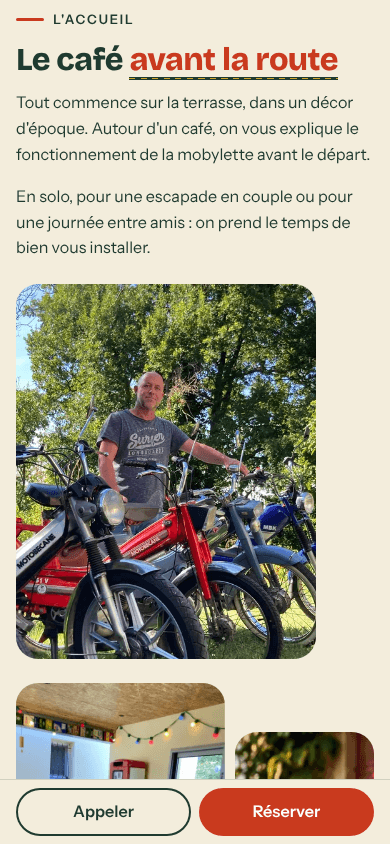 L'ACCUEIL
Le café avant la route
Tout commence sur la terrasse, dans un décor
d'époque. Autour d'un café, on vous explique le
fonctionnement de la mobylette avant le départ.
En solo, pour une escapade en couple ou pour
une journée entre amis : on prend le temps de
bien vous installer.
Surfer
MBK
MOTOBECANE
MOTOBECANE
Appeler
Réserver